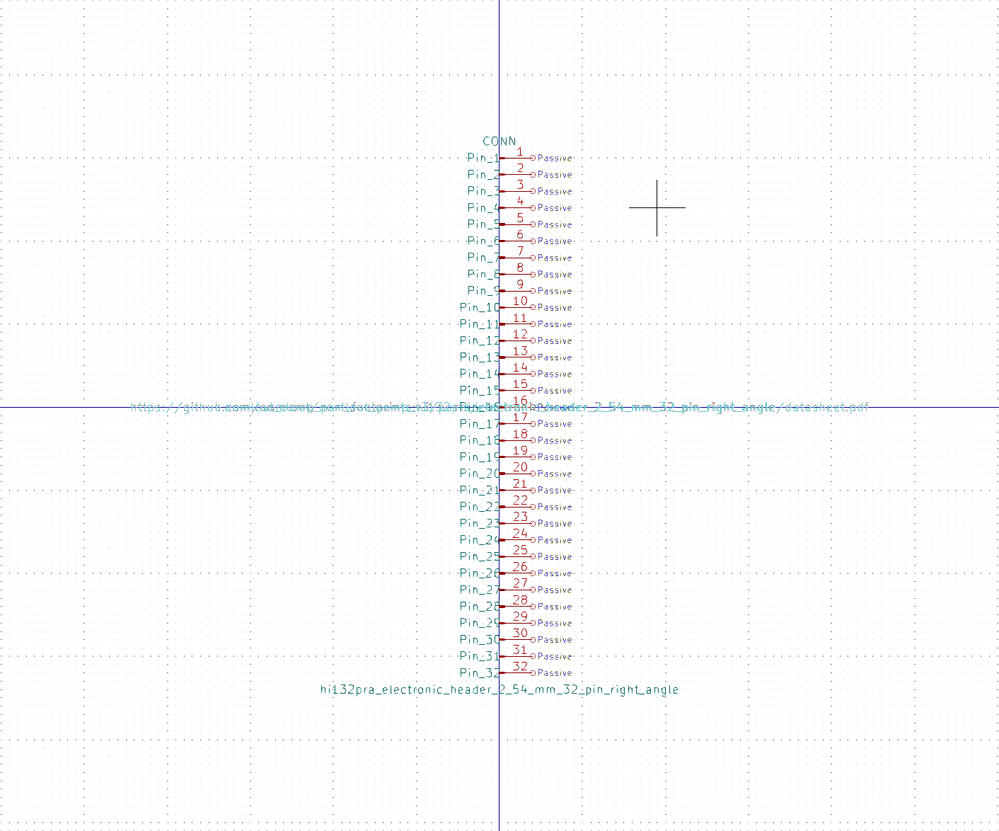 CONN
Pin_1 1 Passive
Pin_2 2 Passive
Pin_3 3 Passive
Pin_4 4 Passive
Pin_5 5 Passive
Pin_6 6 Passive
Pin_7 7 Passive
Pin_8 8 Passive
Pin_9 9 Passive
Pin_10 10 Passive
Pin_11 11 Passive
Pin_12 12 Passive
Pin_13 13 Passive
Pin_14 14 Passive
Pin_15 15 Passive
https://github. 16 header_2_54_mm_32_pin_right_angle/datasheet.pdf
Pin_17 17 Passive
Pin_18 18 Passive
Pin_19 19 Passive
Pin_20 20 Passive
Pin_21 21 Passive
Pin_22 22 Passive
Pin_23 23 Passive
Pin_24 24 Passive
Pin_25 25 Passive
Pin_26 26 Passive
Pin_27 27 Passive
Pin_28 28 Passive
Pin_29 29 Passive
Pin_30 30 Passive
Pin_31 31 Passive
Pin_32 32 Passive
hi132pra_electronic_header_2_54_mm_32_pin_right_angle